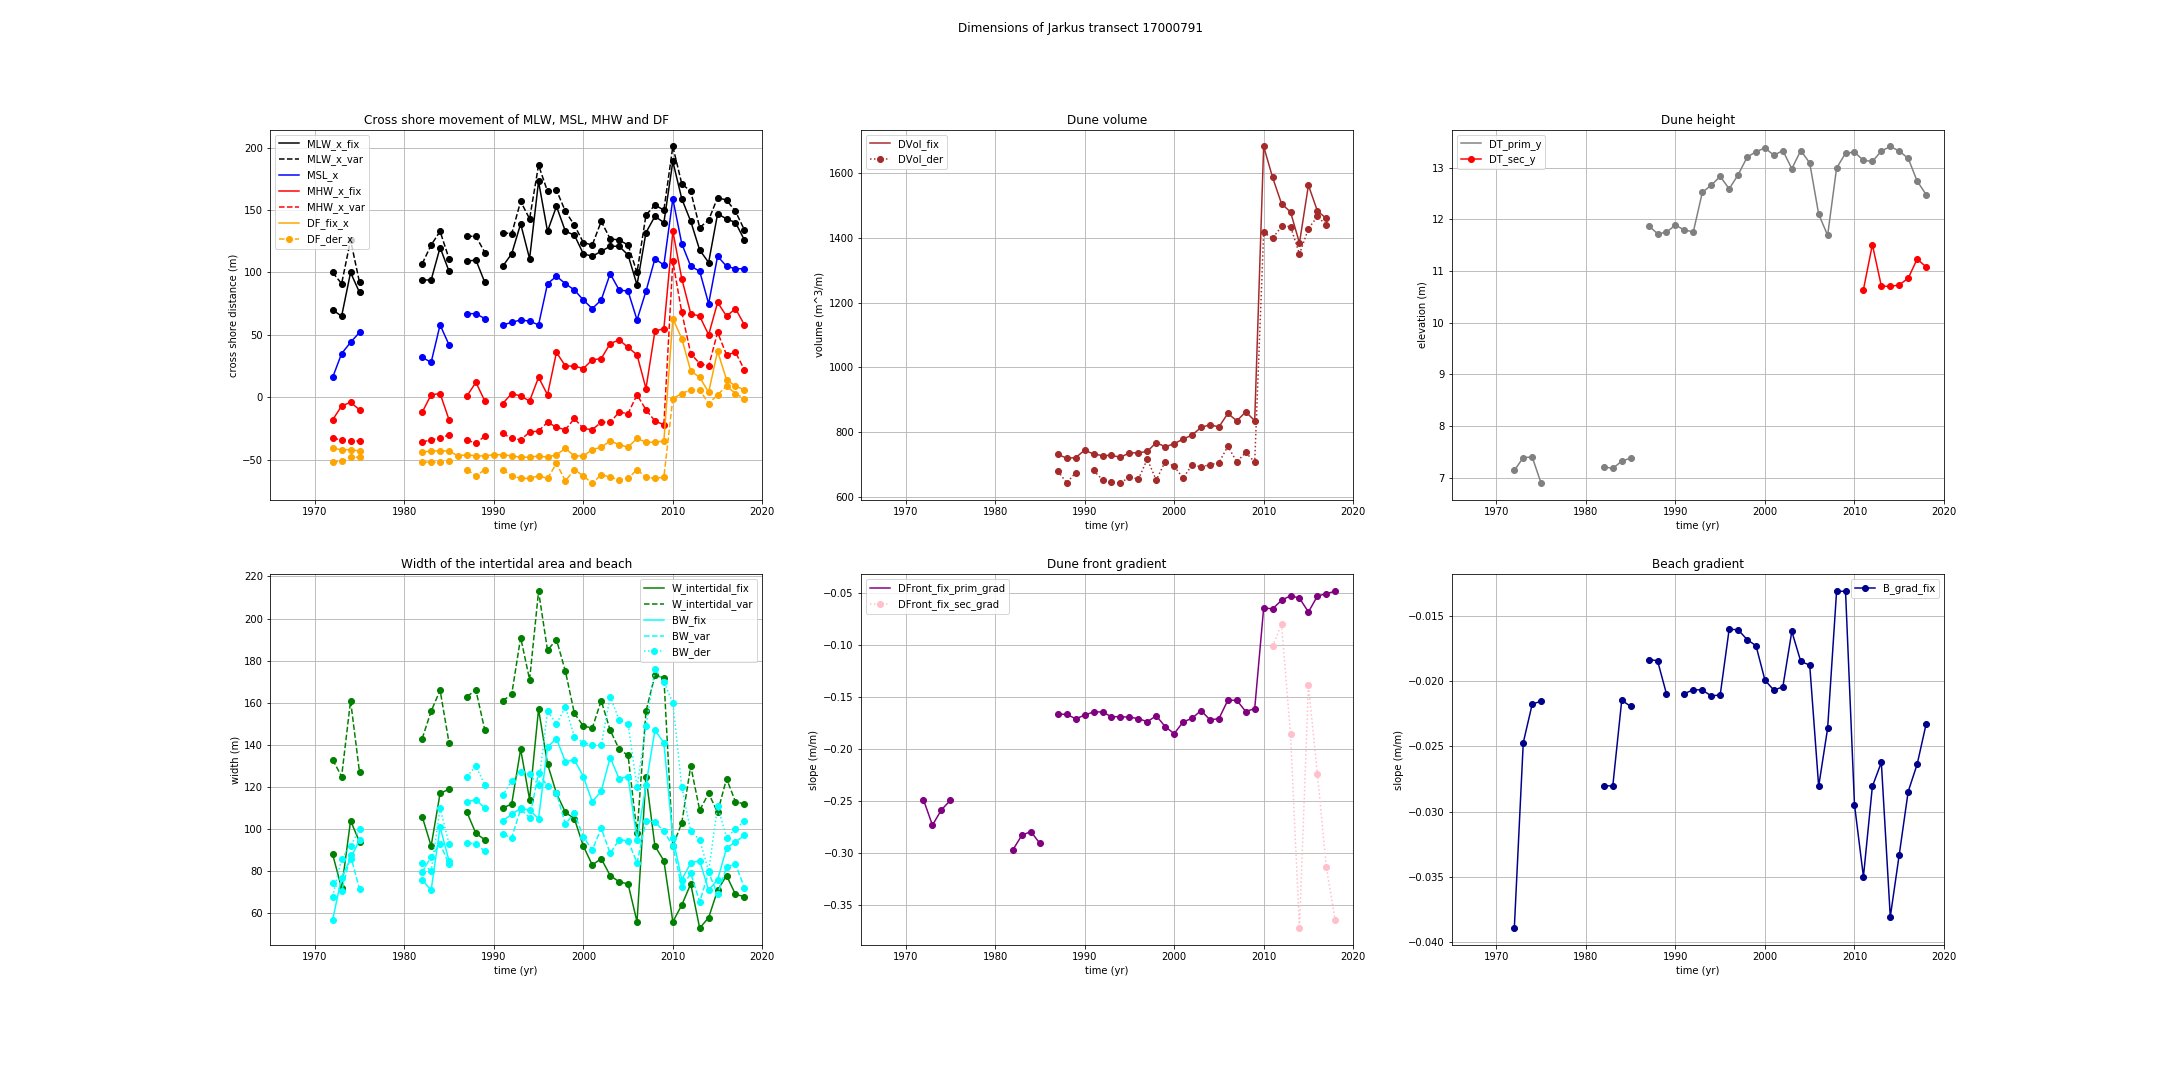 Dimensions of Jarkus transect 17000791
Cross shore movement of MLW, MSL, MHW and DF
MLW_x_fix
MLW_x_var
MSL_x
MHW_x_fix
MHW_x_var
DF_fix_x
DF_der_x
200
150
100
50
0
−50
cross shore distance (m)
1970 1980 1990 2000 2010 2020
time (yr)
Dune volume
DVol_fix
DVol_der
1600
1400
1200
1000
800
600
volume (m^3/m)
1970 1980 1990 2000 2010 2020
time (yr)
Dune height
DT_prim_y
DT_sec_y
13
12
11
10
9
8
7
elevation (m)
1970 1980 1990 2000 2010 2020
time (yr)
Width of the intertidal area and beach
W_intertidal_fix
W_intertidal_var
BW_fix
BW_var
BW_der
220
200
180
160
140
120
100
80
60
width (m)
1970 1980 1990 2000 2010 2020
time (yr)
Dune front gradient
DFront_fix_prim_grad
DFront_fix_sec_grad
−0.05
−0.10
−0.15
−0.20
−0.25
−0.30
−0.35
slope (m/m)
1970 1980 1990 2000 2010 2020
time (yr)
Beach gradient
B_grad_fix
−0.015
−0.020
−0.025
−0.030
−0.035
−0.040
slope (m/m)
1970 1980 1990 2000 2010 2020
time (yr)